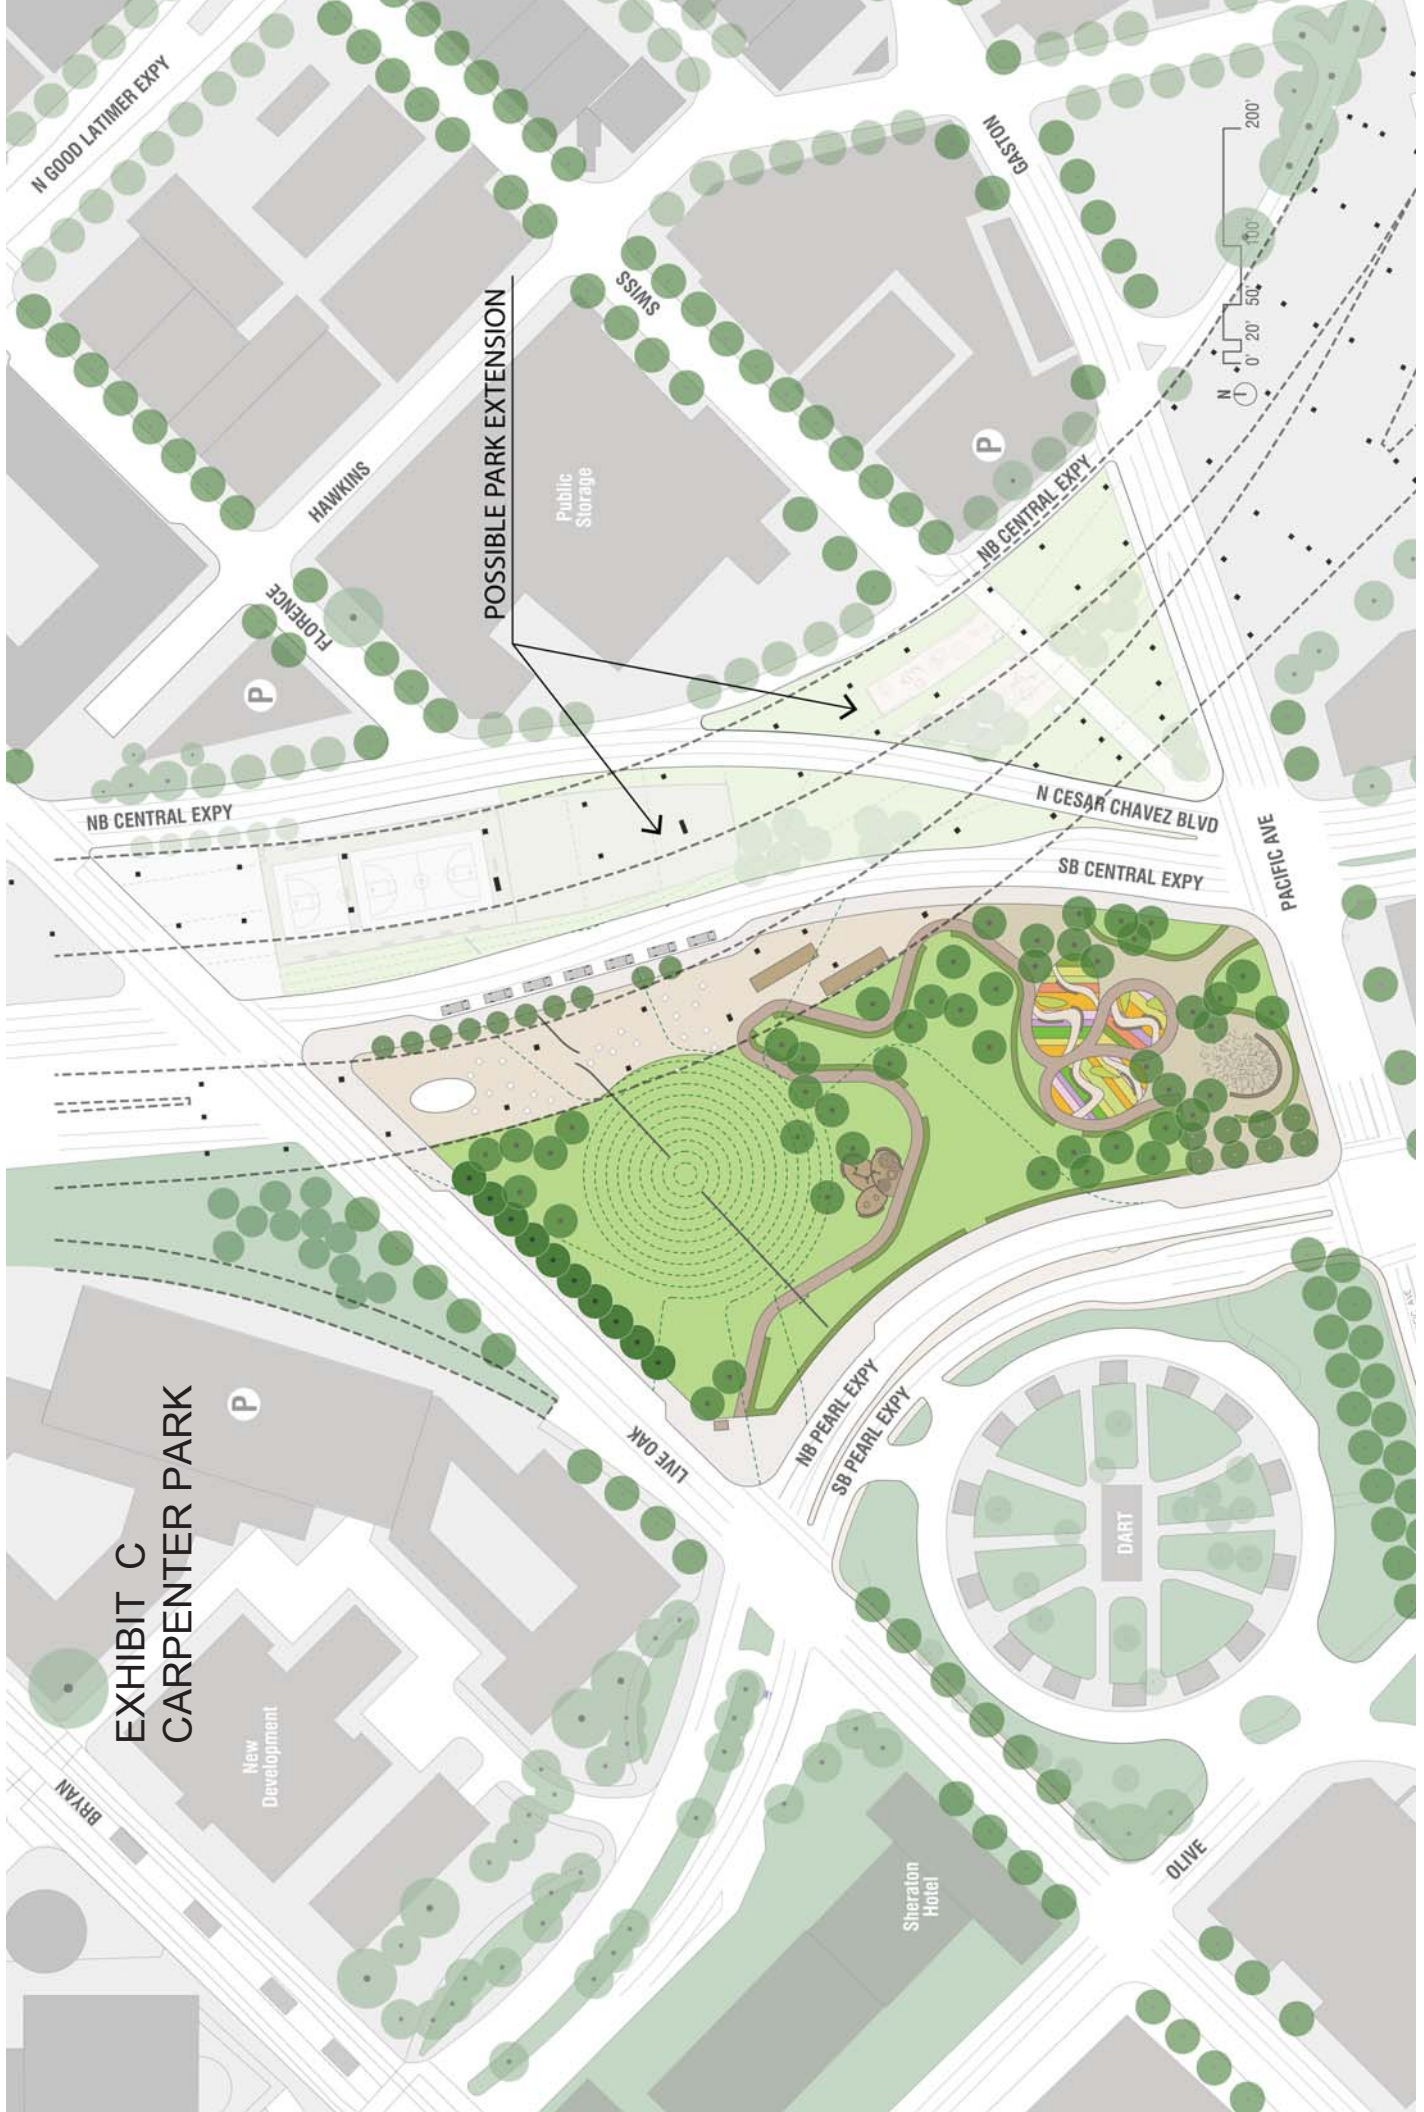 EXHIBIT C
CARPENTER PARK
BRYAN
New
Development
P
N GOOD LATIMER EXPY
HAWKINS
FLORENCE
P
NB CENTRAL EXPY
POSSIBLE PARK EXTENSION
Public
Storage
SWISS
GASTON
P
NB CENTRAL EXPY
N CESAR CHAVEZ BLVD
SB CENTRAL EXPY
PACIFIC AVE
LIVE OAK
NB PEARL EXPY
SB PEARL EXPY
DART
Sheraton
Hotel
OLIVE
N
0' 20' 50' 100' 200'